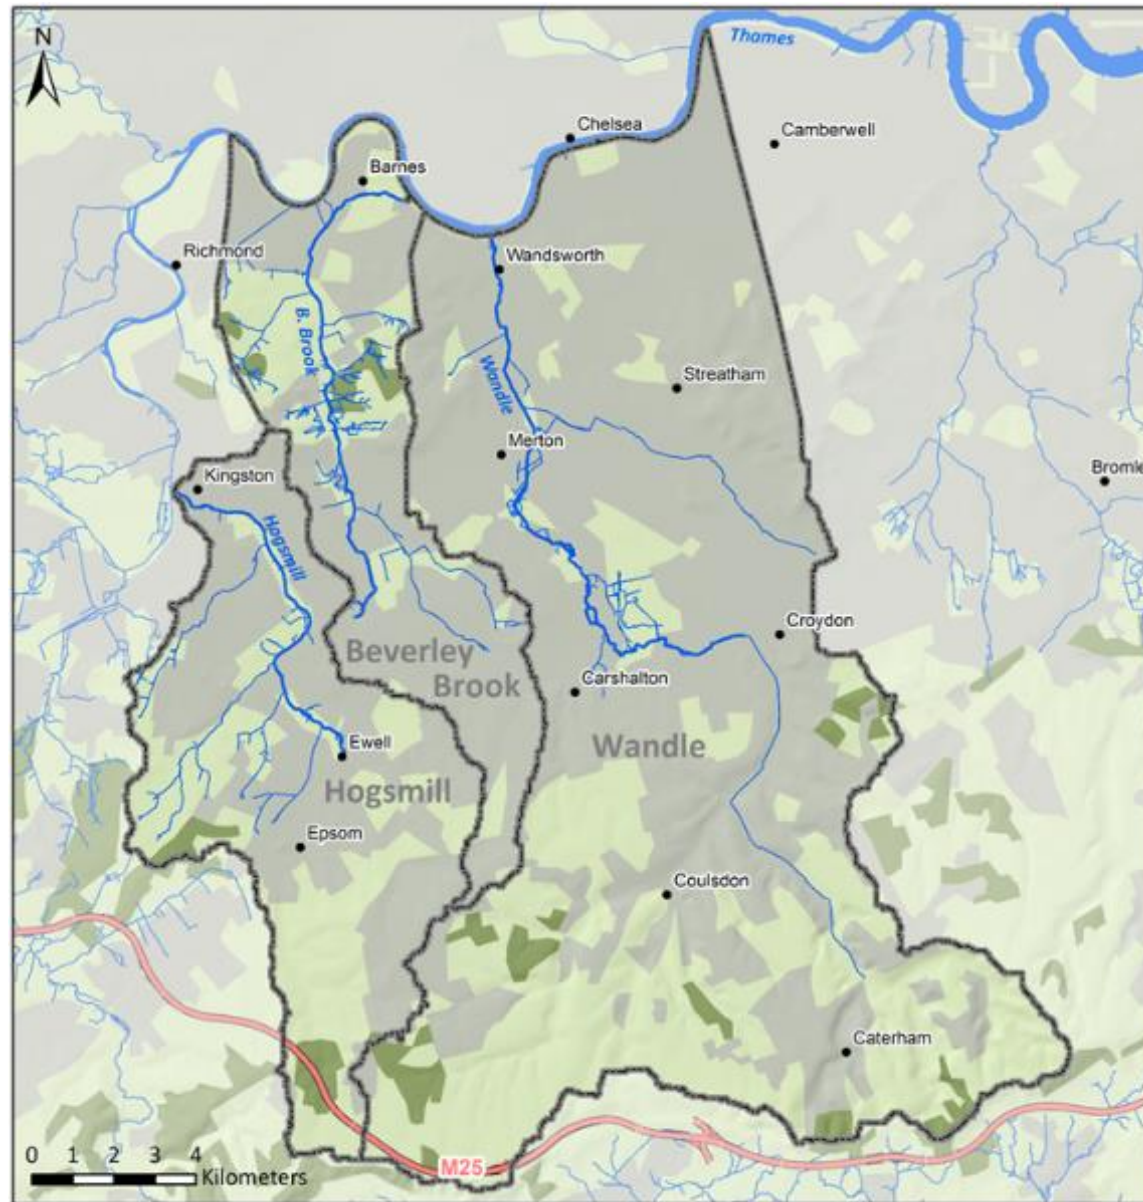 N
Thames
Chelsea
Camberwell
Barnes
Richmond
Wandsworth
B. Brook
Wandle
Streatham
Merton
Kingston
Bromle
Hogsmill
Croydon
Beverley
Brook
Carshalton
Wandle
Ewell
Hogsmill
Epsom
Coulsdon
Caterham
0 1 2 3 4
Kilometers
M25